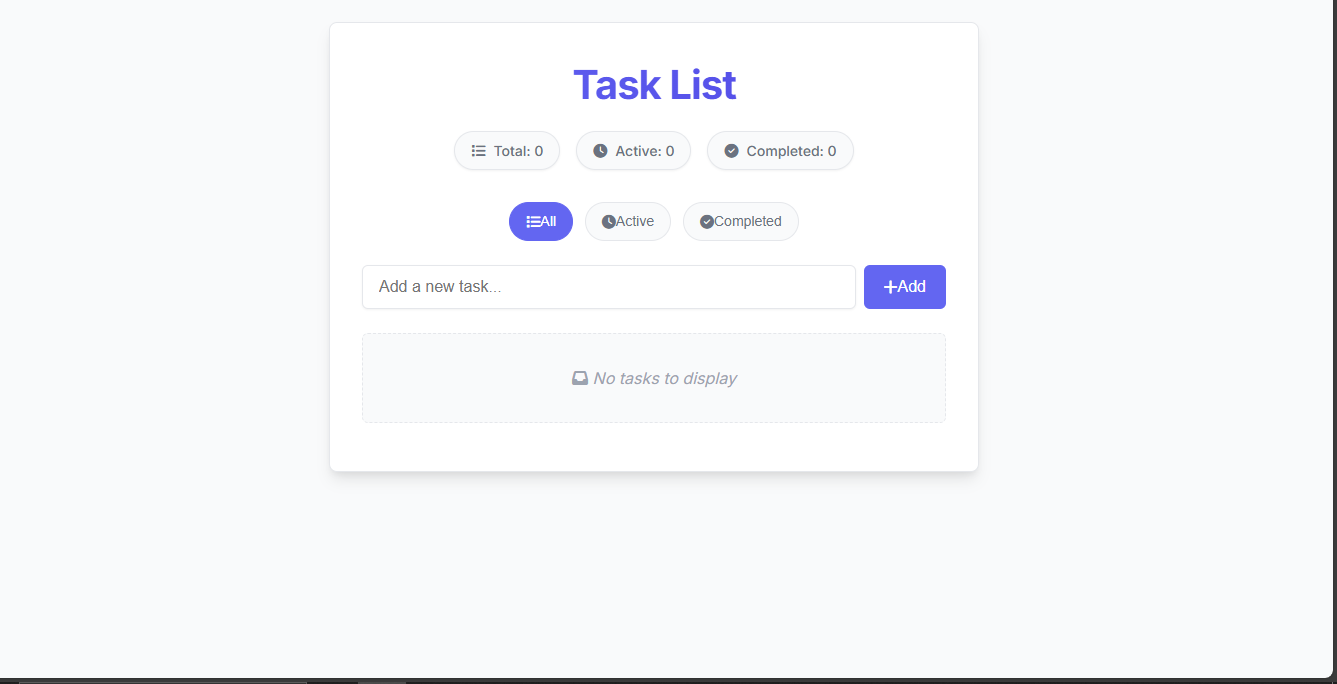 Task List
Total: 0 Active: 0 Completed: 0
All Active Completed
Add a new task... Add
No tasks to display